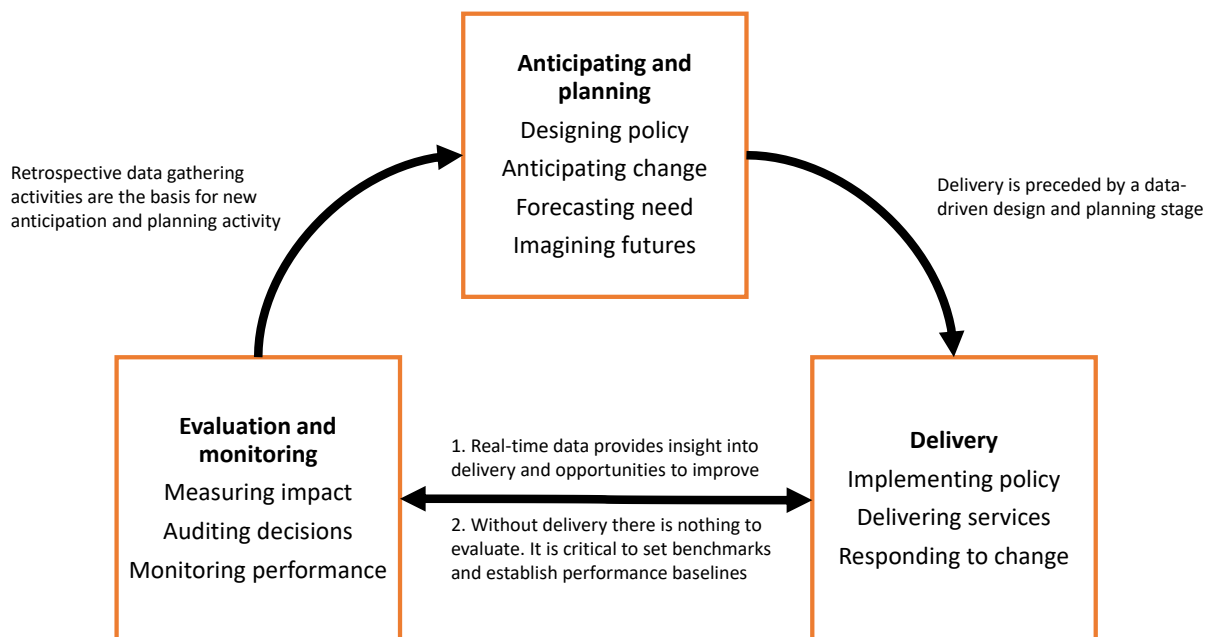 Anticipating and
planning
Designing policy
Anticipating change
Forecasting need
Imagining futures
Retrospective data gathering
activities are the basis for new
anticipation and planning activity
Delivery is preceded by a data-
driven design and planning stage
Evaluation and
monitoring
Measuring impact
Auditing decisions
Monitoring performance
1. Real-time data provides insight into
delivery and opportunities to improve
2. Without delivery there is nothing to
evaluate. It is critical to set benchmarks
and establish performance baselines
Delivery
Implementing policy
Delivering services
Responding to change